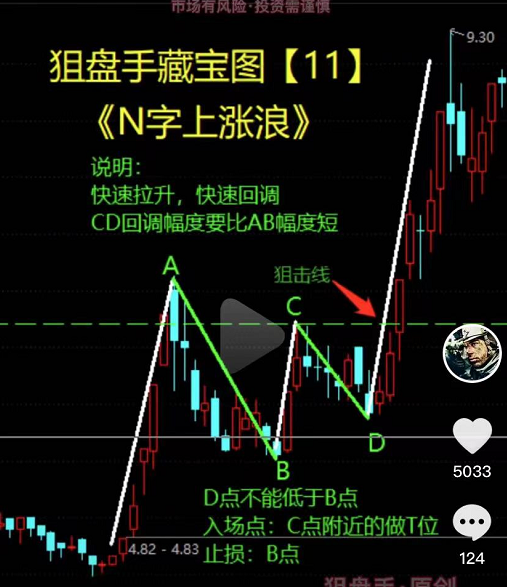 市场有风险·投资需谨慎
9.30
狙盘手藏宝图【11】
《N字上涨浪》
说明:
快速拉升，快速回调
CD回调幅度要比AB幅度短
A
狙击线
C
D
B
5033
D点不能低于B点
入场点：C点附近的做T位
4.82 - 4.83
止损：B点
124
狙盘手·原创